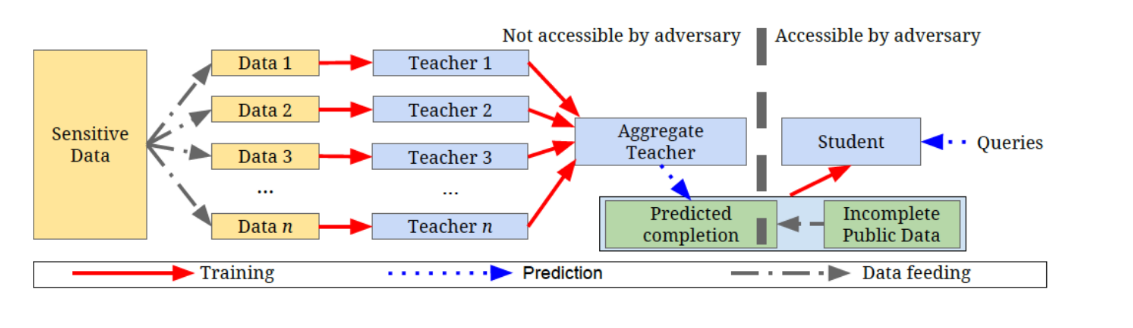 Not accessible by adversary
Accessible by adversary
Sensitive
Data
Data 1
Data 2
Data 3
...
Data n
Teacher 1
Teacher 2
Teacher 3
...
Teacher n
Aggregate
Teacher
Student
Queries
Predicted
completion
Incomplete
Public Data
Training
Prediction
Data feeding